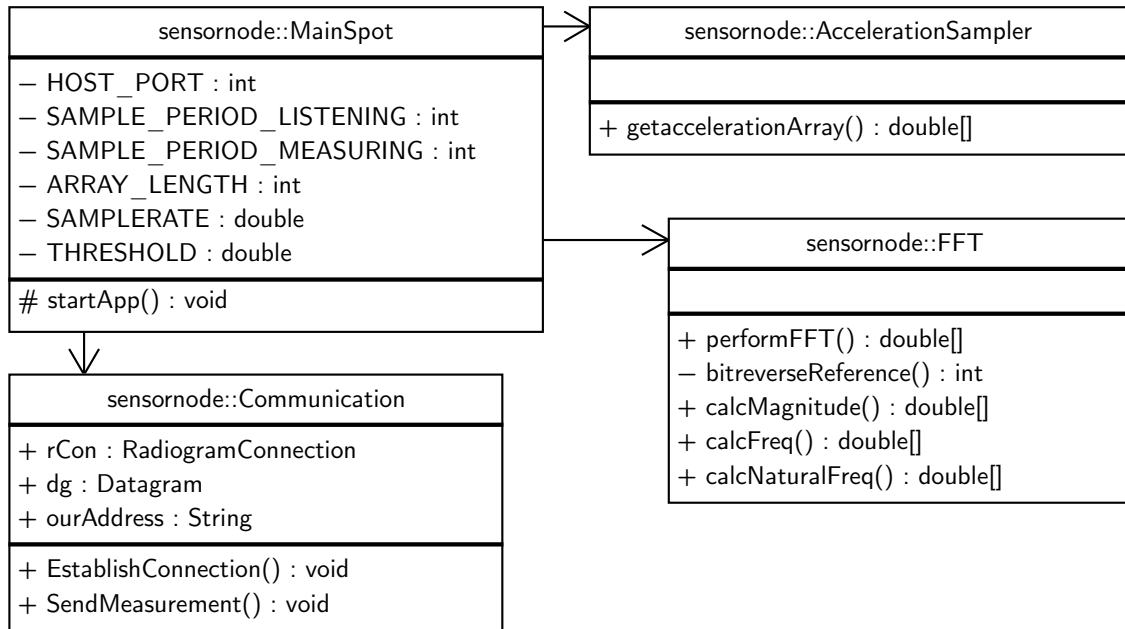 sensornode::MainSpot
− HOST_PORT : int
− SAMPLE_PERIOD_LISTENING : int
− SAMPLE_PERIOD_MEASURING : int
− ARRAY_LENGTH : int
− SAMPLERATE : double
− THRESHOLD : double
# startApp() : void
sensornode::AccelerationSampler
+ getaccelerationArray() : double[]
sensornode::FFT
+ performFFT() : double[]
− bitreverseReference() : int
+ calcMagnitude() : double[]
+ calcFreq() : double[]
+ calcNaturalFreq() : double[]
sensornode::Communication
+ rCon : RadiogramConnection
+ dg : Datagram
+ ourAddress : String
+ EstablishConnection() : void
+ SendMeasurement() : void